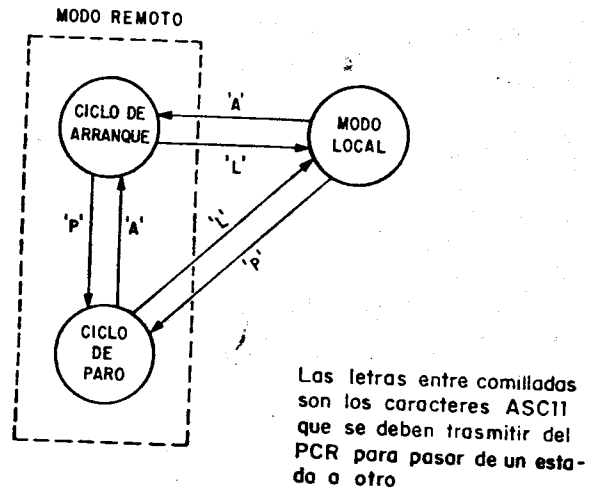 MODO REMOTO
CICLO DE
ARRANQUE
'A'
'L'
MODO
LOCAL
'P'
'A'
'L'
'P'
CICLO
DE
PARO
Las letras entre comilladas
son los caracteres ASC11
que se deben trasmitir del
PCR para pasar de un esta-
da a otro